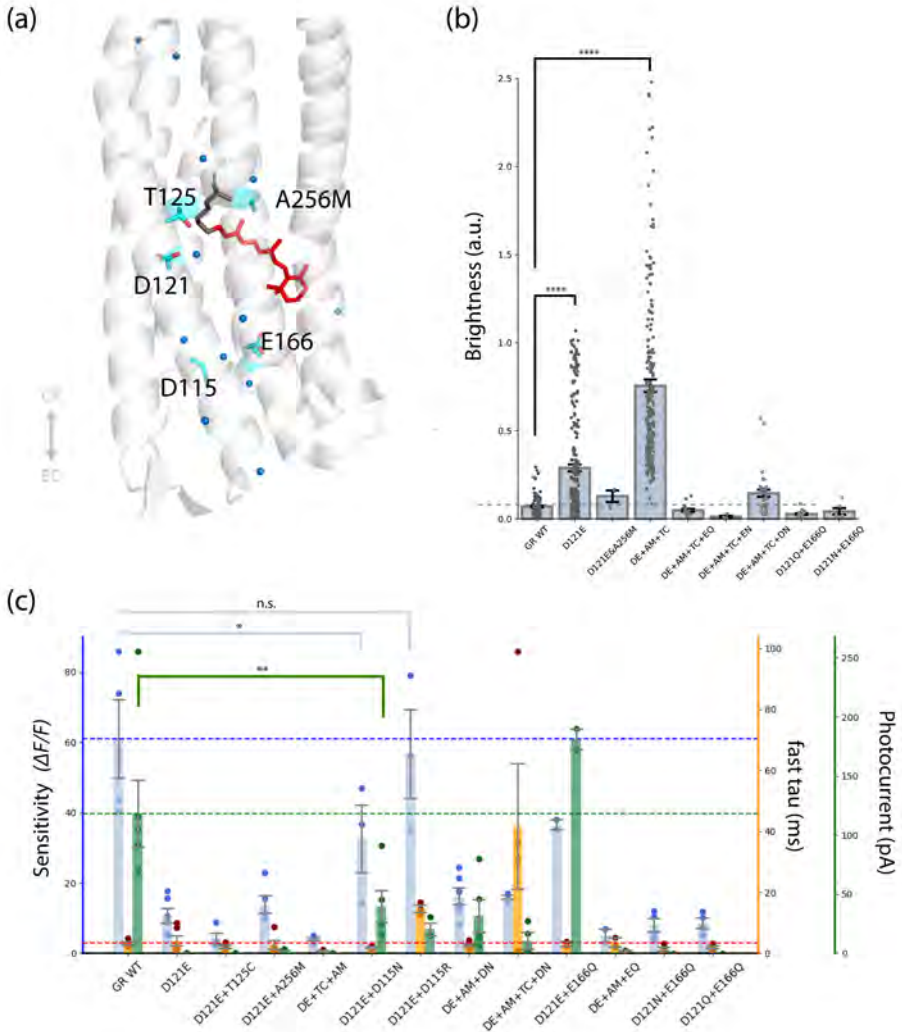 (a)
T125
A256M
D121
E166
D115
CP
EC
(b)
****
****
Brightness (a.u.)
2.5
2.0
1.5
1.0
0.5
0.0
GR WT
D121E
D121E&A256M
DE+AM+TC
DE+AM+TC+EQ
DE+AM+TC+EN
DE+AM+TC+DN
D121Q+E166Q
D121N+E166Q
(c)
n.s.
*
**
Sensitivity (ΔF/F)
80
60
40
20
0
100
80
60
40
20
0
fast tau (ms)
250
200
150
100
50
0
Photocurrent (pA)
GR WT
D121E
D121E+T125C
D121E+A256M
DE+TC+AM
D121E+D115N
D121E+D115R
DE+AM+DN
DE+AM+TC+DN
D121E+E166Q
DE+AM+EQ
D121N+E166Q
D121Q+E166Q